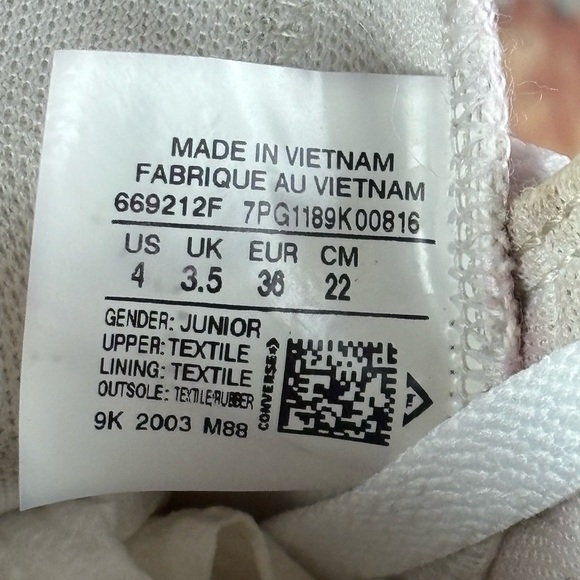 MADE IN VIETNAM
FABRIQUE AU VIETNAM
669212F 7PG1189K00816
US UK EUR CM
4 3.5 36 22
GENDER: JUNIOR
UPPER: TEXTILE
LINING: TEXTILE
OUTSOLE: TEXTILE/RUBBER
9K 2003 M88
CONVERSE